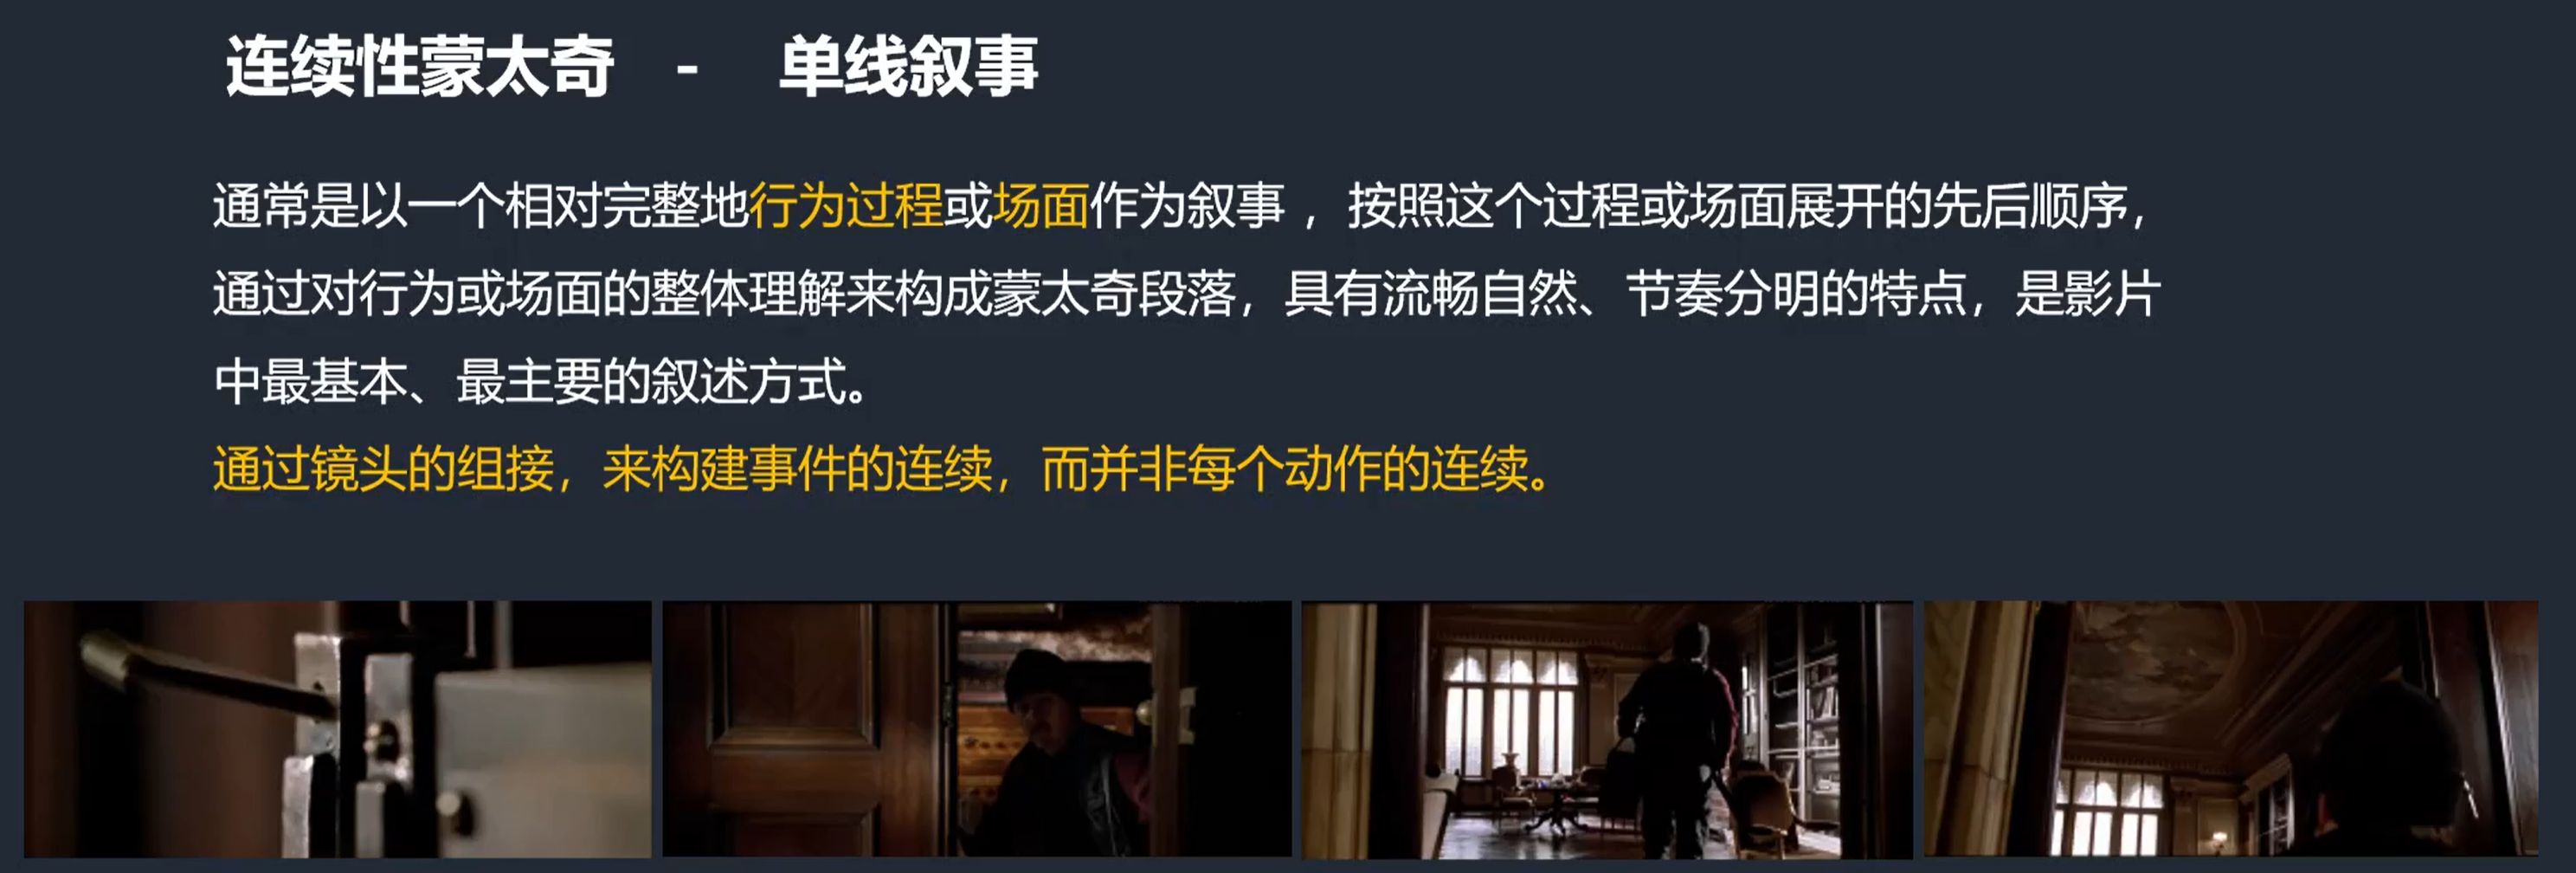 连续性蒙太奇 - 单线叙事
通常是以一个相对完整地行为过程或场面作为叙事，按照这个过程或场面展开的先后顺序，
通过对行为或场面的整体理解来构成蒙太奇段落，具有流畅自然、节奏分明的特点，是影片
中最基本、最主要的叙述方式。
通过镜头的组接，来构建事件的连续，而并非每个动作的连续。